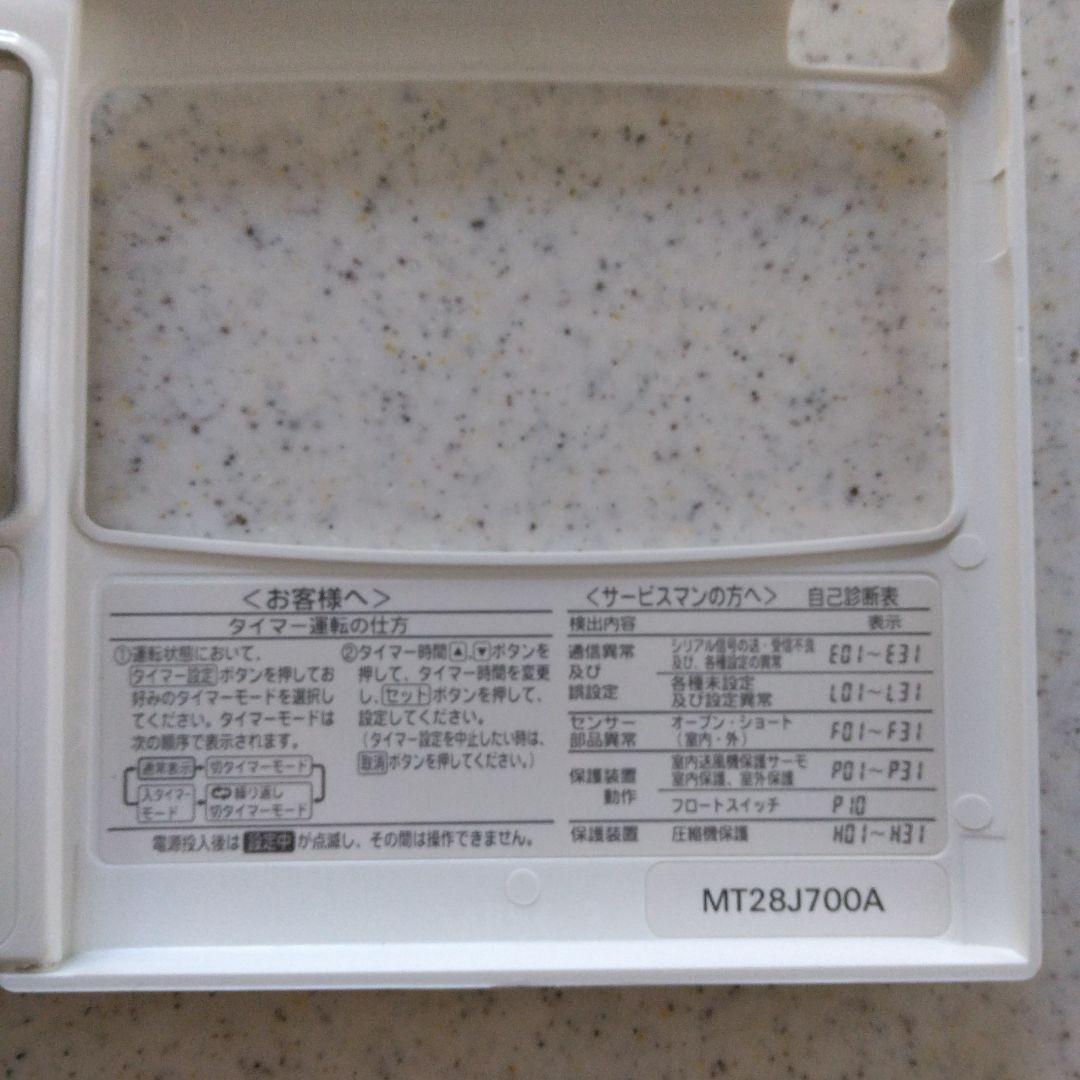 ＜お客様へ＞
タイマー運転の仕方
①運転状態において、
タイマー設定ボタンを押してお
好みのタイマーモードを選択し
てください。タイマーモードは
次の順序で表示されます。
通常表示 切タイマーモード
入タイマーモード 繰り返し切タイマーモード
②タイマー時間▲、▼ボタンを
押して、タイマー時間を変更
し、セットボタンを押して、
設定してください。
（タイマー設定を中止したい時は、
取消ボタンを押してください。）
電源投入後は設定中が点滅し、その間は操作できません。
＜サービスマンの方へ＞ 自己診断表
検出内容 表示
通信異常及び誤設定
シリアル信号の送・受信不良
及び、各種設定の異常 E01～E31
各種未設定
及び設定異常 L01～L31
センサー部品異常
オープン・ショート
（室内・外） F01～F31
保護装置動作
室内送風機保護サーモ
室内保護、室外保護 P01～P31
フロートスイッチ P10
保護装置 圧縮機保護 H01～H31
MT28J700A